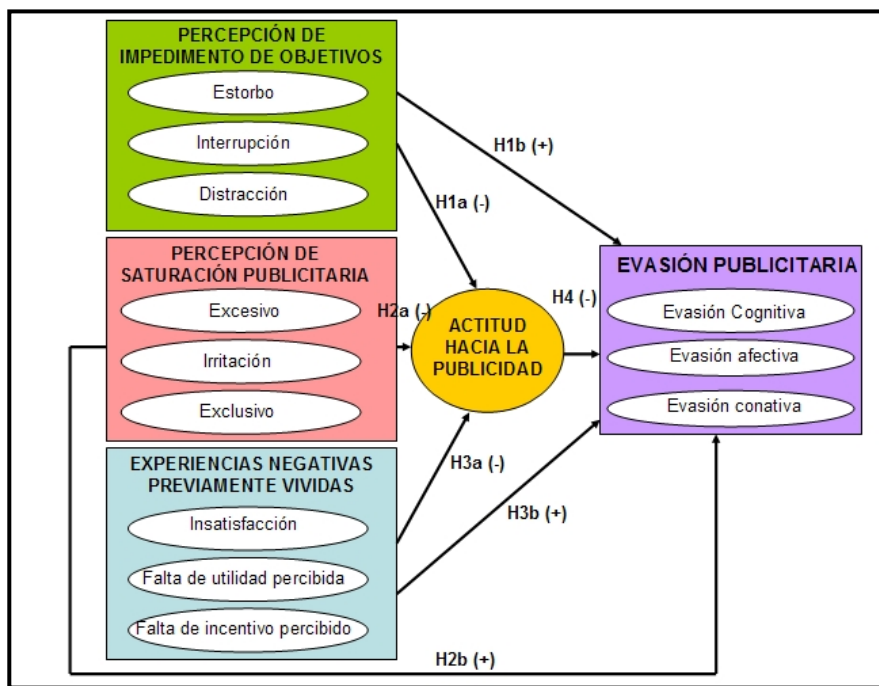 PERCEPCIÓN DE
IMPEDIMENTO DE OBJETIVOS
Estorbo
Interrupción
Distracción
H1b (+)
H1a (-)
PERCEPCIÓN DE
SATURACIÓN PUBLICITARIA
Excesivo
Irritación
Exclusivo
H2a (-)
ACTITUD
HACIA LA
PUBLICIDAD
H4 (-)
EVASIÓN PUBLICITARIA
Evasión Cognitiva
Evasión afectiva
Evasión conativa
EXPERIENCIAS NEGATIVAS
PREVIAMENTE VIVIDAS
Insatisfacción
Falta de utilidad percibida
Falta de incentivo percibido
H3a (-)
H3b (+)
H2b (+)